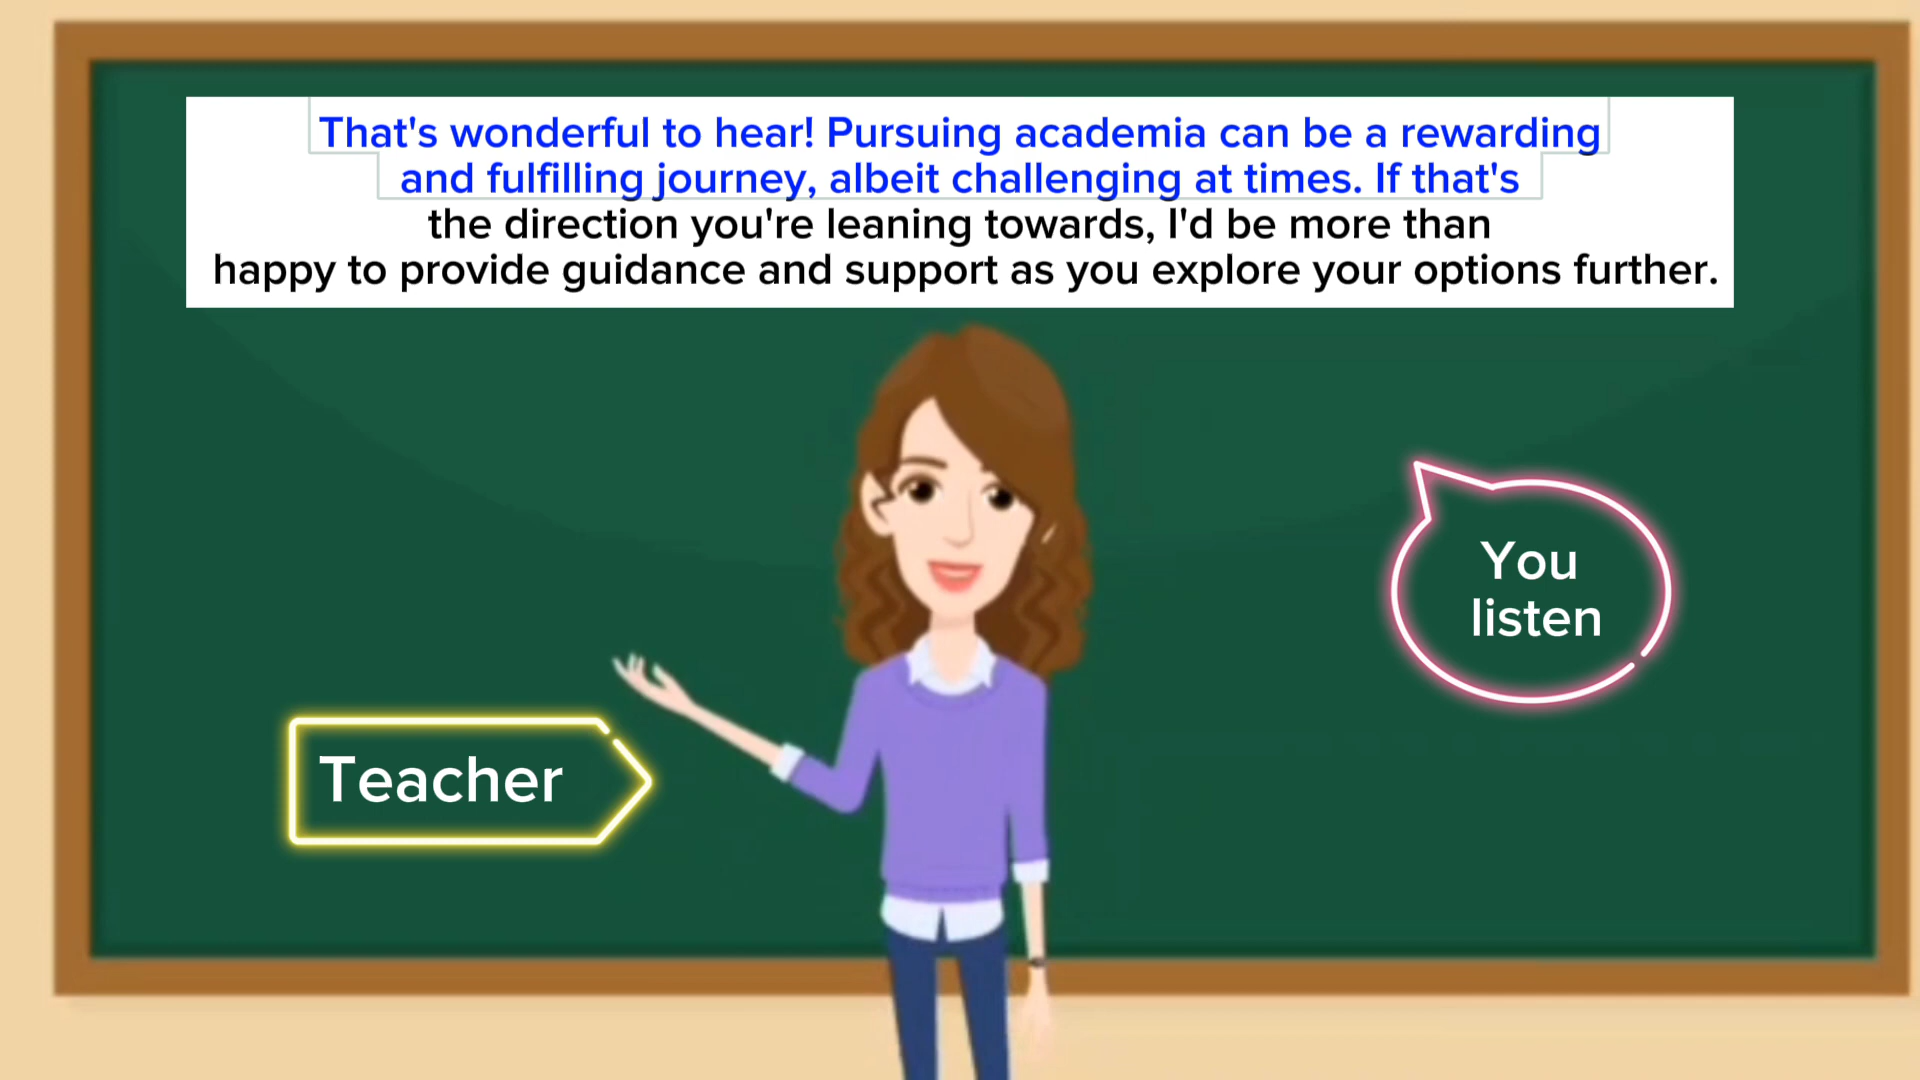 That's wonderful to hear! Pursuing academia can be a rewarding
and fulfilling journey, albeit challenging at times. If that's
the direction you're leaning towards, I'd be more than
happy to provide guidance and support as you explore your options further.
You
listen
Teacher